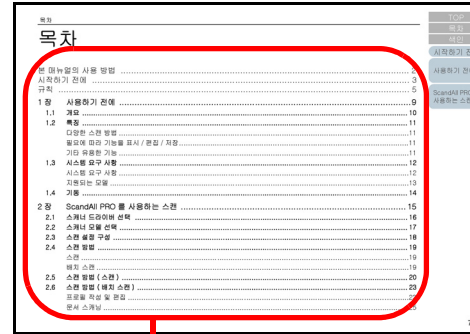 목차
목차
본 매뉴얼의 사용 방법 2
시작하기 전에 3
규칙 5
1 장 사용하기 전에 9
1.1 개요 10
1.2 특징 11
다양한 스캔 방법 11
필요에 따라 기능을 표시 / 편집 / 저장 11
기타 유용한 기능 11
1.3 시스템 요구 사항 12
시스템 요구 사항 12
지원되는 모델 13
1.4 기동 14
2 장 ScandAll PRO 를 사용하는 스캔 15
2.1 스캐너 드라이버 선택 16
2.2 스캐너 모델 선택 17
2.3 스캔 설정 구성 18
2.4 스캔 방법 19
스캔 19
배치 스캔 19
2.5 스캔 방법 ( 스캔 ) 20
2.6 스캔 방법 ( 배치 스캔 ) 23
프로필 작성 및 편집
문서 스캐닝
TOP
목차
색인
시작하기 전
사용하기 전에
ScandAll PRO
사용하는 스캔